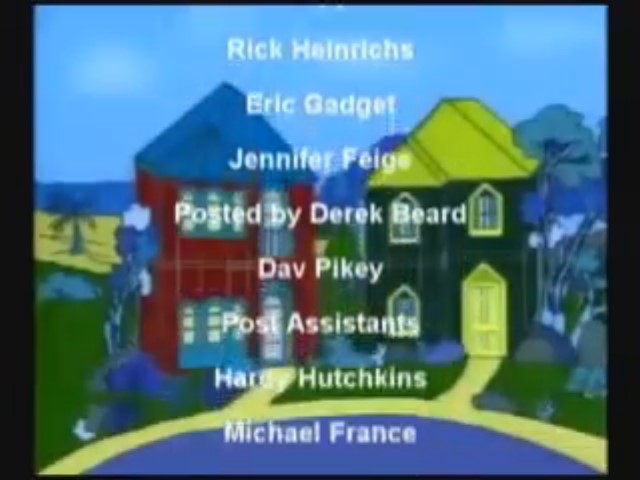 Rick Heinrichs
Eric Gadget
Jennifer Feige
Posted by Derek Beard
Dav Pikey
Post Assistants
Hardy Hutchkins
Michael France